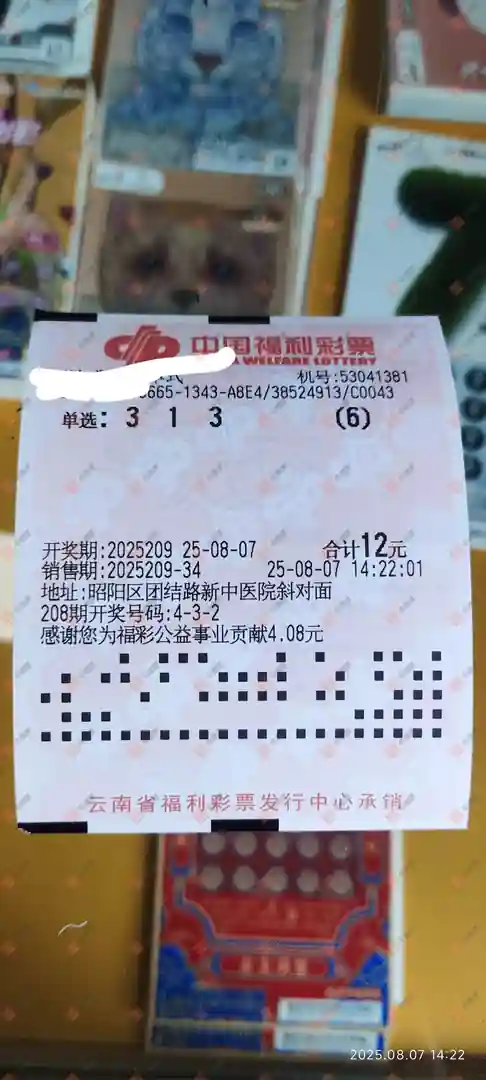 中国福利彩票
WELFARE LOTTERY
机号:53041381
665-1343-A8E4/38524913/C0043
单选: 3 1 3 (6)
开奖期:2025209 25-08-07 合计12元
销售期:2025209-34 25-08-07 14:22:01
地址:昭阳区团结路新中医院斜对面
208期开奖号码:4-3-2
感谢您为福彩公益事业贡献4.08元
云南省福利彩票发行中心承销
2025.08.07 14:22